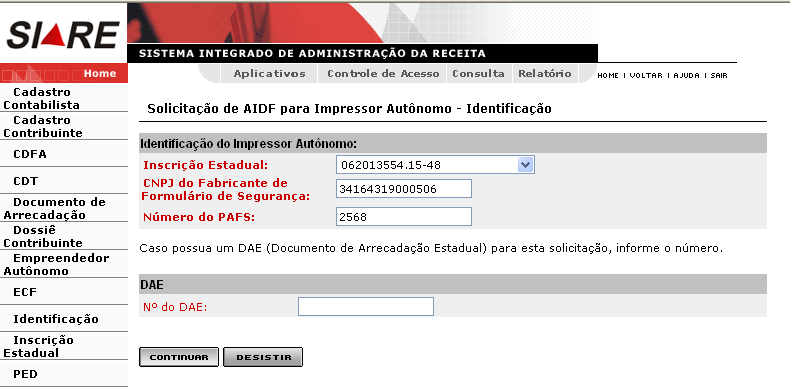 SIARE
SISTEMA INTEGRADO DE ADMINISTRAÇÃO DA RECEITA
Home
Aplicativos Controle de Acesso Consulta Relatório HOME | VOLTAR | AJUDA | SAIR
Cadastro
Contabilista
Cadastro
Contribuinte
CDFA
CDT
Documento de
Arrecadação
Dossiê
Contribuinte
Empreendedor
Autônomo
ECF
Identificação
Inscrição
Estadual
PED
Solicitação de AIDF para Impressor Autônomo - Identificação
Identificação do Impressor Autônomo:
Inscrição Estadual: 062013554.15-48
CNPJ do Fabricante de
Formulário de Segurança: 34164319000506
Número do PAFS: 2568
Caso possua um DAE (Documento de Arrecadação Estadual) para esta solicitação, informe o número.
DAE
Nº do DAE:
CONTINUAR DESISTIR